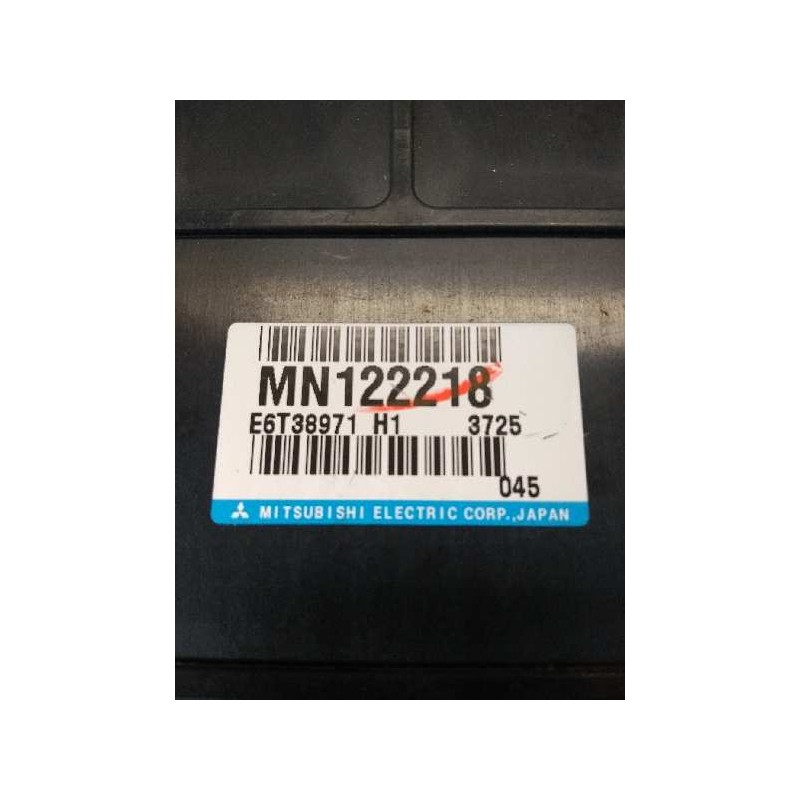 MN122218
E6T38971 H1 3725
045
MITSUBISHI ELECTRIC CORP.,JAPAN